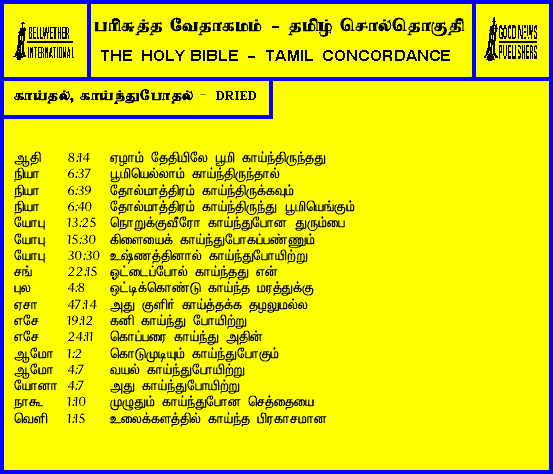 BELLWETHER INTERNATIONAL
பரிசுத்த வேதாகமம் - தமிழ் சொல்தொகுதி
THE HOLY BIBLE - TAMIL CONCORDANCE
GOOD NEWS PUBLISHERS
காய்தல், காய்ந்துபோதல் - DRIED
ஆதி 8:14 ஏழாம் தேதியிலே பூமி காய்ந்திருந்தது
நியா 6:37 பூமியெல்லாம் காய்ந்திருந்தால்
நியா 6:39 தோல்மாத்திரம் காய்ந்திருக்கவும்
நியா 6:40 தோல்மாத்திரம் காய்ந்திருந்து பூமியெங்கும்
யோபு 13:25 நொறுக்குவீரோ காய்ந்துபோன துரும்பை
யோபு 15:30 கிளையைக் காய்ந்துபோகப்பண்ணும்
யோபு 30:30 உஷ்ணத்தினால் காய்ந்துபோயிற்று
சங் 22:15 ஒட்டைப்போல் காய்ந்தது என்
புல 4:8 ஒட்டிக்கொண்டு காய்ந்த மரத்துக்கு
ஏசா 47:14 அது குளிர் காய்த்தக்க தழலுமல்ல
எசே 19:12 கனி காய்ந்து போயிற்று
எசே 24:11 கொப்பரை காய்ந்து அதின்
ஆமோ 1:2 கொடுமுடியும் காய்ந்துபோகும்
ஆமோ 4:7 வயல் காய்ந்துபோயிற்று
யோனா 4:7 அது காய்ந்துபோயிற்று
நாகூ 1:10 முழுதும் காய்ந்துபோன செத்தையை
வெளி 1:15 உலைக்களத்தில் காய்ந்த பிரகாசமான